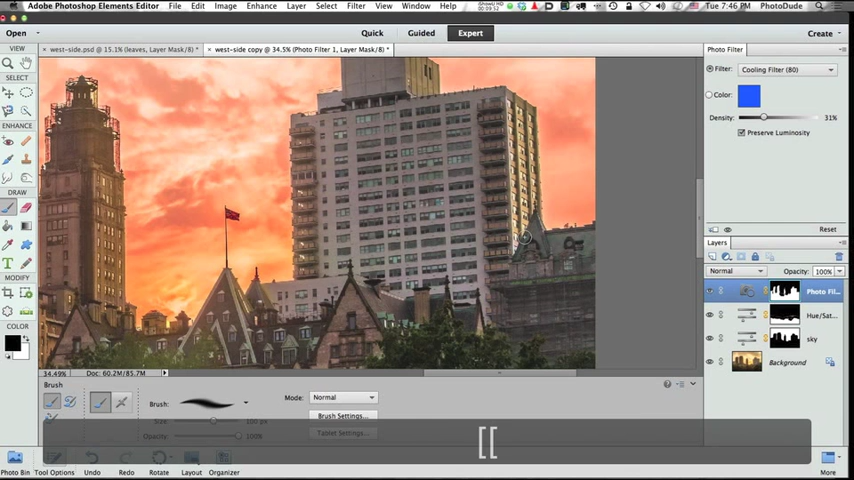 Adobe Photoshop Elements Editor File Edit Image Enhance Layer Select Filter View Window Help Tue 7:46 PM PhotoDude
Open Quick Guided Expert Create
VIEW × west-side.psd @ 15.1% (leaves, Layer Mask/8) * × west-side copy @ 34.5% (Photo Filter 1, Layer Mask/8) * Photo Filter
Filter: Cooling Filter (80)
SELECT
Color:
Density: 31%
ENHANCE
Preserve Luminosity
DRAW
Reset
Layers
Normal Opacity: 100%
MODIFY
Photo Fil...
Hue/Sat...
COLOR
sky
Background
34.49% Doc: 60.2M/85.7M
Brush
Brush: Mode: Normal
Size: 100 px Brush Settings...
Opacity: 100% Tablet Settings...
[[
Photo Bin Tool Options Undo Redo Rotate Layout Organizer More